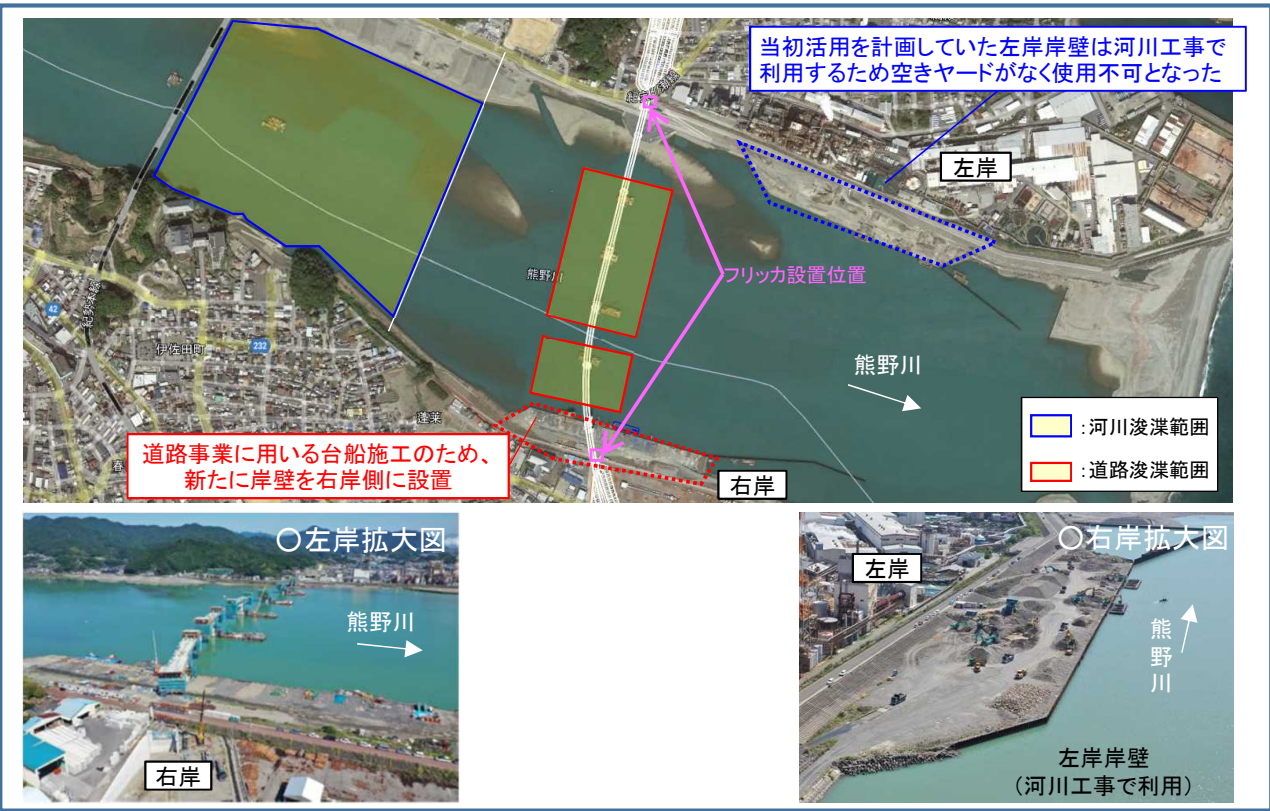 当初活用を計画していた左岸岸壁は河川工事で
利用するため空きヤードがなく使用不可となった
左岸
フリッカ設置位置
熊野川
42
紀勢本線
232
伊佐田町
熊野川
蓬莱
道路事業に用いる台船施工のため、
新たに岸壁を右岸側に設置
右岸
:河川浚渫範囲
:道路浚渫範囲
〇左岸拡大図
熊野川
右岸
〇右岸拡大図
左岸
熊野川
左岸岸壁
（河川工事で利用）